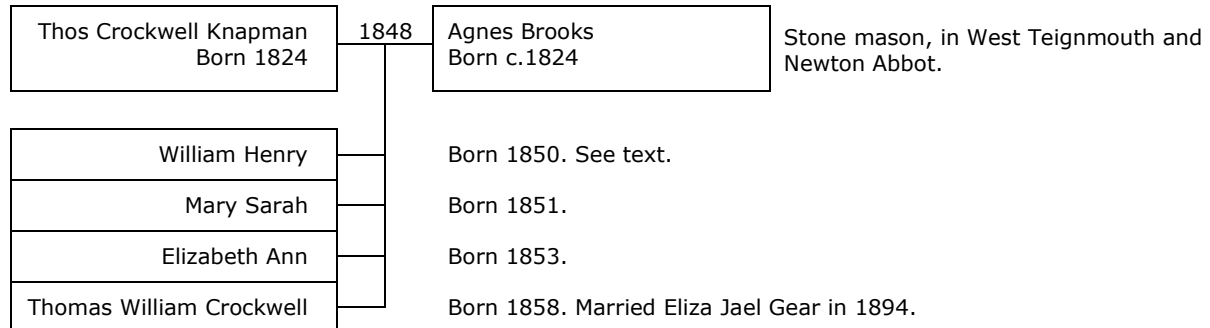 Thos Crockwell Knapman
Born 1824
1848
Agnes Brooks
Born c.1824
Stone mason, in West Teignmouth and
Newton Abbot.
William Henry
Born 1850. See text.
Mary Sarah
Born 1851.
Elizabeth Ann
Born 1853.
Thomas William Crockwell
Born 1858. Married Eliza Jael Gear in 1894.